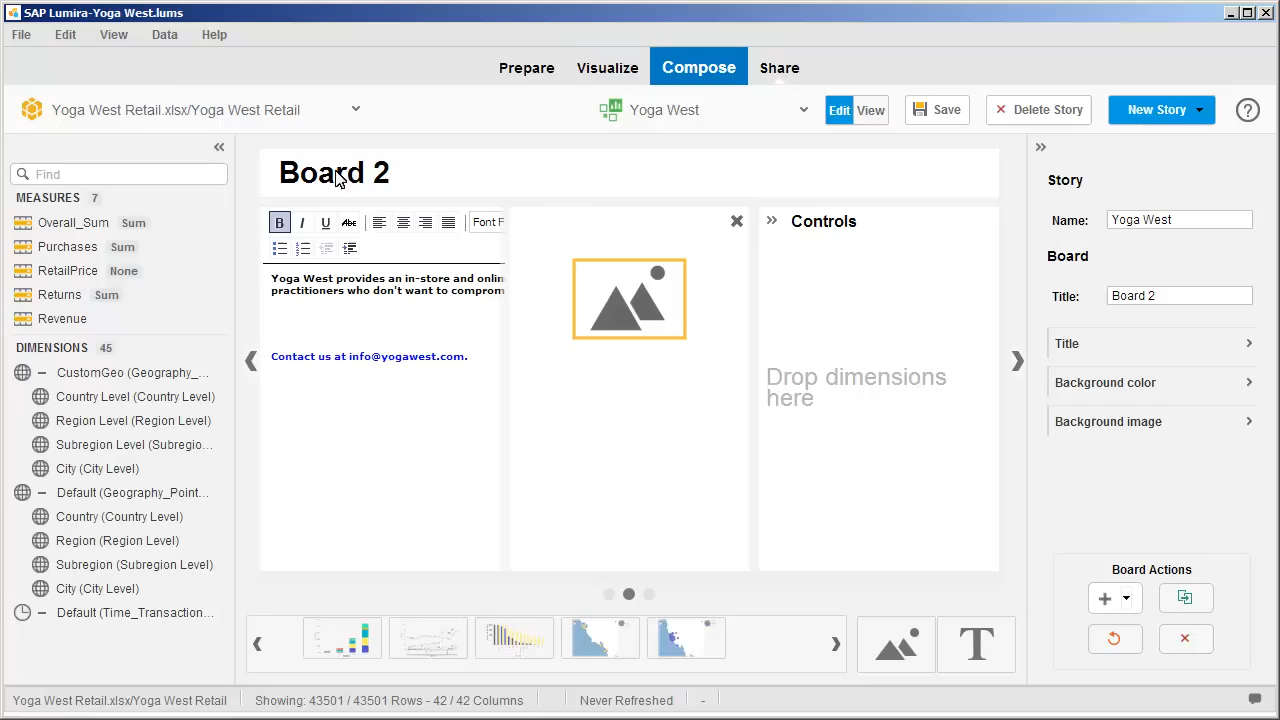 SAP Lumira-Yoga West.lums
File Edit View Data Help
Prepare Visualize Compose Share
Yoga West Retail.xlsx/Yoga West Retail
Yoga West
Edit View
Save
Delete Story
New Story
?
Find
MEASURES 7
Overall_Sum Sum
Purchases Sum
RetailPrice None
Returns Sum
Revenue
DIMENSIONS 45
CustomGeo (Geography_...
Country Level (Country Level)
Region Level (Region Level)
Subregion Level (Subregio...
City (City Level)
Default (Geography_Point...
Country (Country Level)
Region (Region Level)
Subregion (Subregion Level)
City (City Level)
Default (Time_Transaction...
Board 2
B I U Abc Font F
Yoga West provides an in-store and onlin
practitioners who don't want to comprom
Contact us at info@yogawest.com.
Controls
Drop dimensions
here
T
Story
Name: Yoga West
Board
Title: Board 2
Title
Background color
Background image
Board Actions
Yoga West Retail.xlsx/Yoga West Retail Showing: 43501 / 43501 Rows - 42 / 42 Columns Never Refreshed -